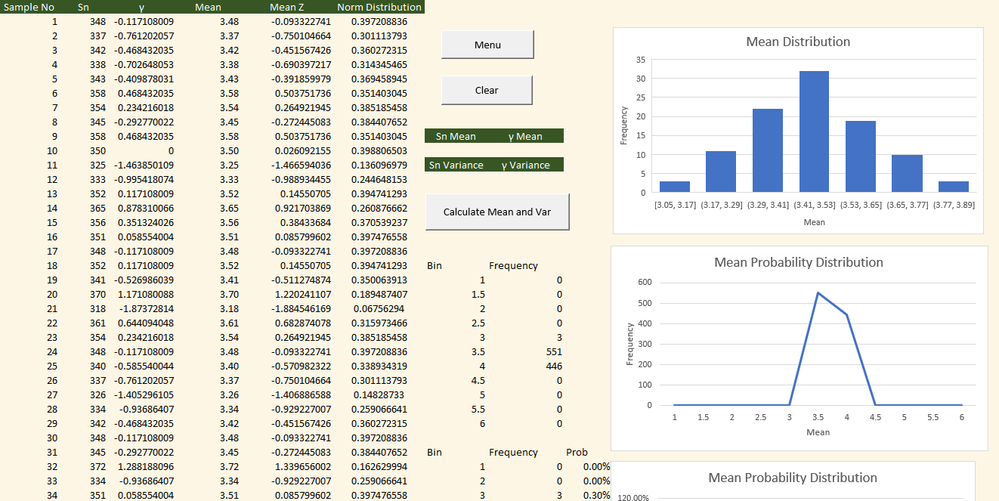 Sample No Sn γ Mean Mean Z Norm Distribution
1 348 -0.117108009 3.48 -0.093322741 0.397208836
2 337 -0.761202057 3.37 -0.750104664 0.301113793
3 342 -0.468432035 3.42 -0.451567426 0.360272315
4 338 -0.702648053 3.38 -0.690397217 0.314345465
5 343 -0.409878031 3.43 -0.391859979 0.369458945
6 358 0.468432035 3.58 0.503751736 0.351403045
7 354 0.234216018 3.54 0.264921945 0.385185458
8 345 -0.292770022 3.45 -0.272445083 0.384407652
9 358 0.468432035 3.58 0.503751736 0.351403045
10 350 0 3.50 0.026092155 0.398806503
11 325 -1.463850109 3.25 -1.466594036 0.136096979
12 333 -0.995418074 3.33 -0.988934455 0.244648153
13 352 0.117108009 3.52 0.14550705 0.394741293
14 365 0.878310066 3.65 0.921703869 0.260876662
15 356 0.351324026 3.56 0.38433684 0.370539237
16 351 0.058554004 3.51 0.085799602 0.397476558
17 348 -0.117108009 3.48 -0.093322741 0.397208836
18 352 0.117108009 3.52 0.14550705 0.394741293
19 341 -0.526986039 3.41 -0.511274874 0.350063913
20 370 1.171080088 3.70 1.220241107 0.189487407
21 318 -1.87372814 3.18 -1.884546169 0.06756294
22 361 0.644094048 3.61 0.682874078 0.315973466
23 354 0.234216018 3.54 0.264921945 0.385185458
24 348 -0.117108009 3.48 -0.093322741 0.397208836
25 340 -0.585540044 3.40 -0.570982322 0.338934319
26 337 -0.761202057 3.37 -0.750104664 0.301113793
27 326 -1.405296105 3.26 -1.406886588 0.14828733
28 334 -0.93686407 3.34 -0.929227007 0.259066641
29 342 -0.468432035 3.42 -0.451567426 0.360272315
30 348 -0.117108009 3.48 -0.093322741 0.397208836
31 345 -0.292770022 3.45 -0.272445083 0.384407652
32 372 1.288188096 3.72 1.339656002 0.162629994
33 334 -0.93686407 3.34 -0.929227007 0.259066641
34 351 0.058554004 3.51 0.085799602 0.397476558
Menu
Clear
Sn Mean γ Mean
Sn Variance γ Variance
Calculate Mean and Var
Bin Frequency
1 0
1.5 0
2 0
2.5 0
3 3
3.5 551
4 446
4.5 0
5 0
5.5 0
6 0
Bin Frequency Prob
1 0 0.00%
2 0 0.00%
3 3 0.30%
Mean Distribution
Frequency
35
30
25
20
15
10
5
0
[3.05, 3.17] (3.17, 3.29] (3.29, 3.41] (3.41, 3.53] (3.53, 3.65] (3.65, 3.77] (3.77, 3.89]
Mean
Mean Probability Distribution
Frequency
600
500
400
300
200
100
0
1 1.5 2 2.5 3 3.5 4 4.5 5 5.5 6
Mean
Mean Probability Distribution
120.00%